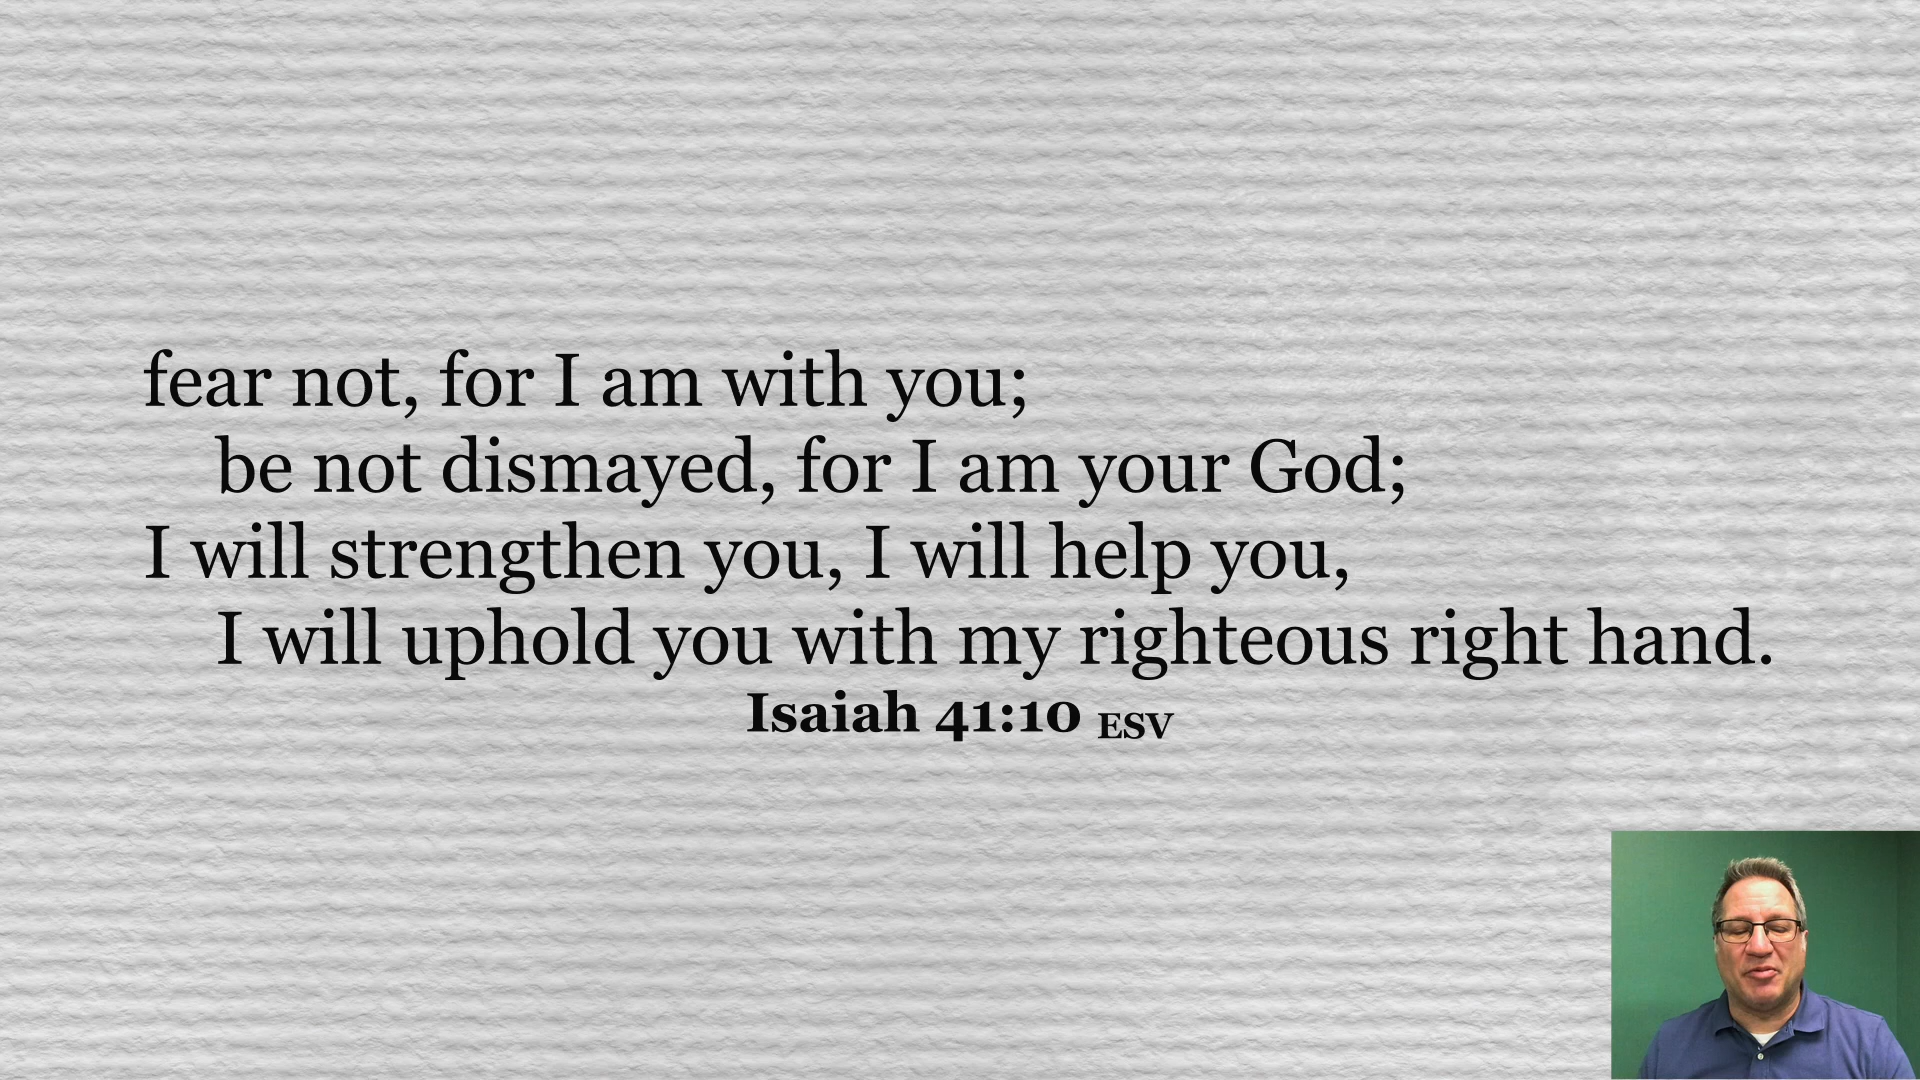 fear not, for I am with you;
be not dismayed, for I am your God;
I will strengthen you, I will help you,
I will uphold you with my righteous right hand.
Isaiah 41:10 ESV